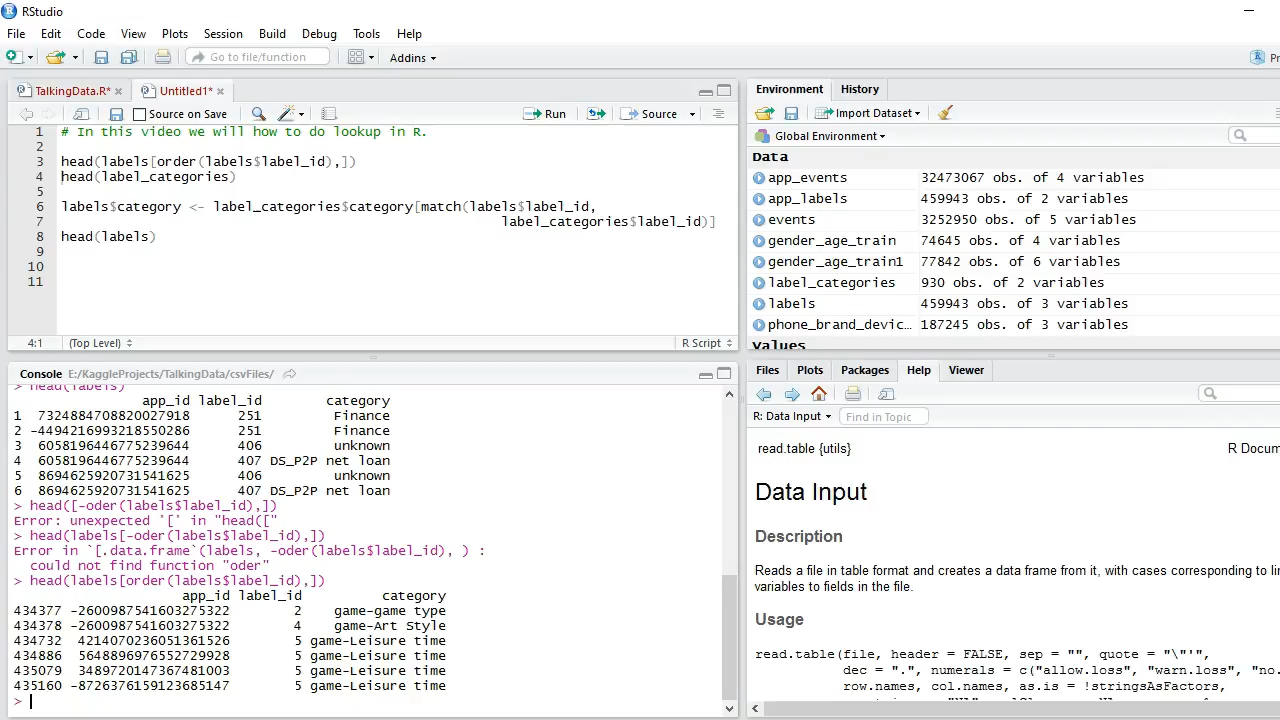 RStudio
File Edit Code View Plots Session Build Debug Tools Help
Go to file/function Addins
TalkingData.R* Untitled1*
Source on Save Run Source
1 # In this video we will how to do lookup in R.
2
3 head(labels[order(labels$label_id),])
4 head(label_categories)
5
6 labels$category <- label_categories$category[match(labels$label_id,
7 label_categories$label_id)]
8 head(labels)
9
10
11
4:1 (Top Level) R Script
Console E:/KaggleProjects/TalkingData/csvFiles/
> head(labels)
app_id label_id category
1 7324884708820027918 251 Finance
2 -4494216993218550286 251 Finance
3 6058196446775239644 406 unknown
4 6058196446775239644 407 DS_P2P net loan
5 8694625920731541625 406 unknown
6 8694625920731541625 407 DS_P2P net loan
> head([-oder(labels$label_id),])
Error: unexpected '[' in "head(["
> head(labels[-oder(labels$label_id),])
Error in `[.data.frame`(labels, -oder(labels$label_id), ) :
could not find function "oder"
> head(labels[order(labels$label_id),])
app_id label_id category
434377 -2600987541603275322 2 game-game type
434378 -2600987541603275322 4 game-Art Style
434732 4214070236051361526 5 game-Leisure time
434886 5648896976552729928 5 game-Leisure time
435079 3489720147367481003 5 game-Leisure time
435160 -8726376159123685147 5 game-Leisure time
>
Environment History
Import Dataset
Global Environment
Data
app_events 32473067 obs. of 4 variables
app_labels 459943 obs. of 2 variables
events 3252950 obs. of 5 variables
gender_age_train 74645 obs. of 4 variables
gender_age_train1 77842 obs. of 6 variables
label_categories 930 obs. of 2 variables
labels 459943 obs. of 3 variables
phone_brand_devic... 187245 obs. of 3 variables
Values
Files Plots Packages Help Viewer
R: Data Input Find in Topic
read.table {utils} R Docum
Data Input
Description
Reads a file in table format and creates a data frame from it, with cases corresponding to lin
variables to fields in the file.
Usage
read.table(file, header = FALSE, sep = "", quote = "\"'",
dec = ".", numerals = c("allow.loss", "warn.loss", "no.
row.names, col.names, as.is = !stringsAsFactors,